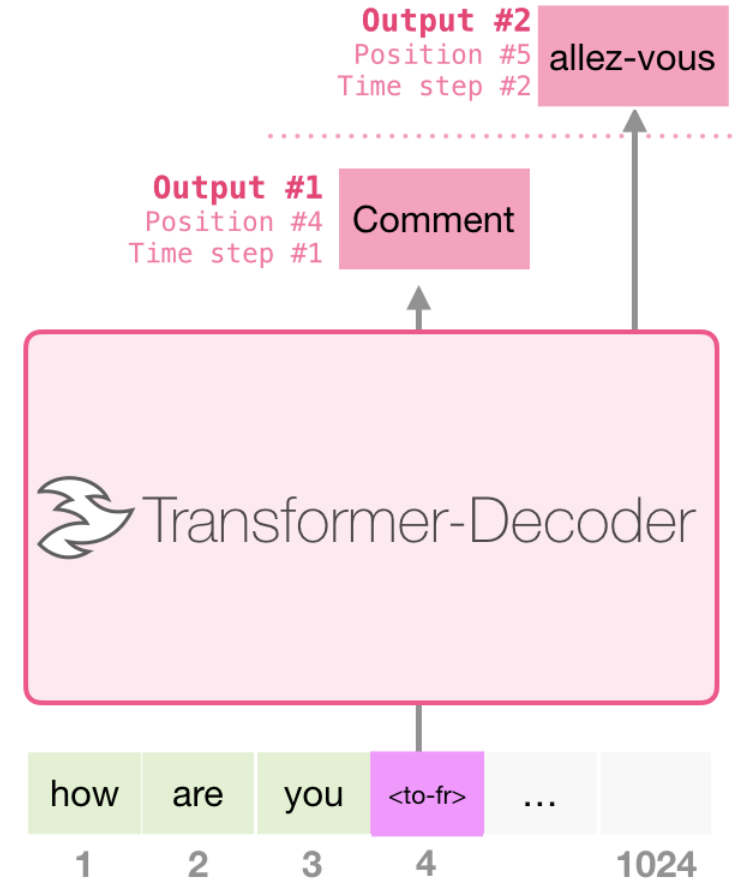 Output #2
Position #5
Time step #2
allez-vous
Output #1
Position #4
Time step #1
Comment
Transformer-Decoder
how are you <to-fr> ...
1 2 3 4 1024